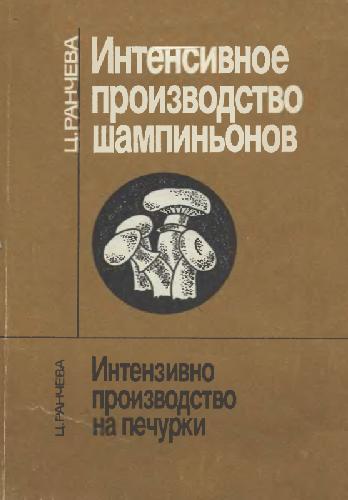 Ц. РАНЧЕВА
Интенсивное
производство
шампиньонов
Ц. РАНЧЕВА
Интензивно
производство
на печурки